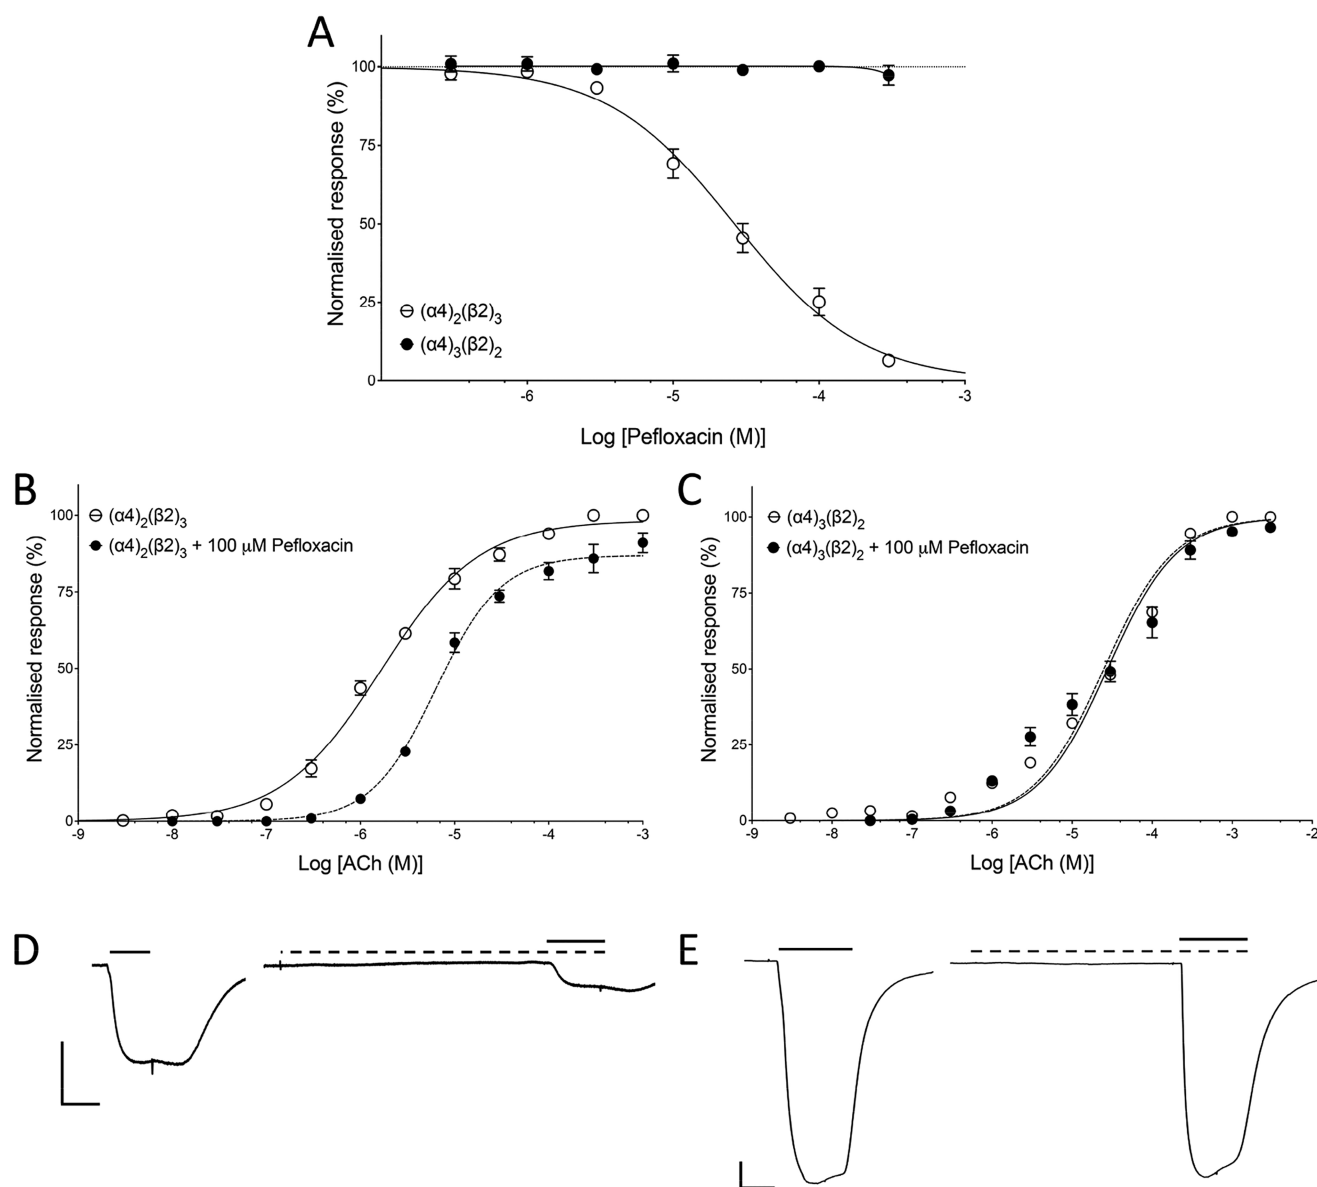 A
Normalised response (%)
100
75
50
25
0
(α4)2(β2)3
(α4)3(β2)2
-6
-5
-4
-3
Log [Pefloxacin (M)]
B
Normalised response (%)
100
75
50
25
0
(α4)2(β2)3
(α4)2(β2)3 + 100 μM Pefloxacin
-9
-8
-7
-6
-5
-4
-3
Log [ACh (M)]
C
Normalised response (%)
100
75
50
25
0
(α4)3(β2)2
(α4)3(β2)2 + 100 μM Pefloxacin
-9
-8
-7
-6
-5
-4
-3
-2
Log [ACh (M)]
D
E